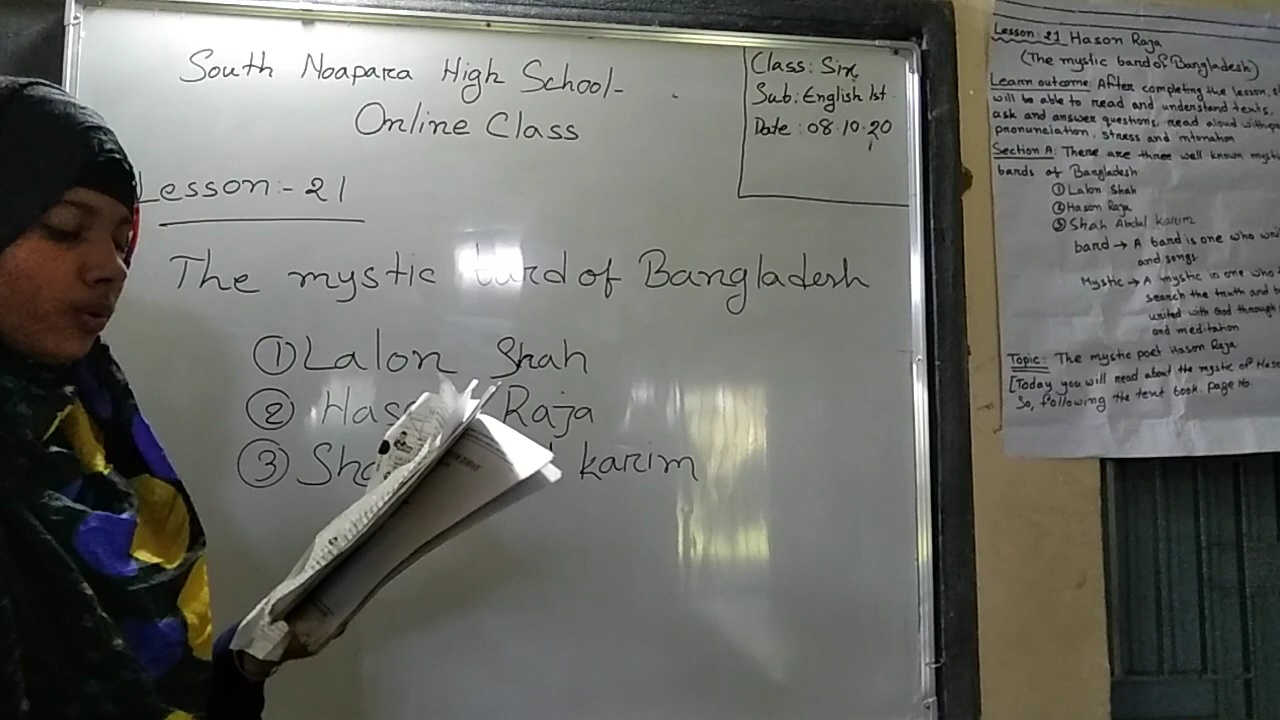 South Noapara High School-
Online Class
Class: Six
Sub: English 1st
Date: 08.10.20
Lesson:-21
The mystic of Bangladesh
① Lalon Shah
② Raja
③ karim
Lesson: 21 Hason Raja
(The mystic band of Bangladesh)
Learn outcome: After completing the lesson,
will be able to read and understand texts,
ask and answer questions, read aloud with
pronunciation, stress and intonation
Section A: There are three well known
bands of Bangladesh
① Lalon Shah
② Hason Raja
③ Shah Abdul karim
band → A band is one who
and songs
Mystic → A mystic is one who
search the truth and
united with God through
and meditation
Topic: The mystic poet Hason Raja
[Today you will read about the mystic of
So, following the text book. page No